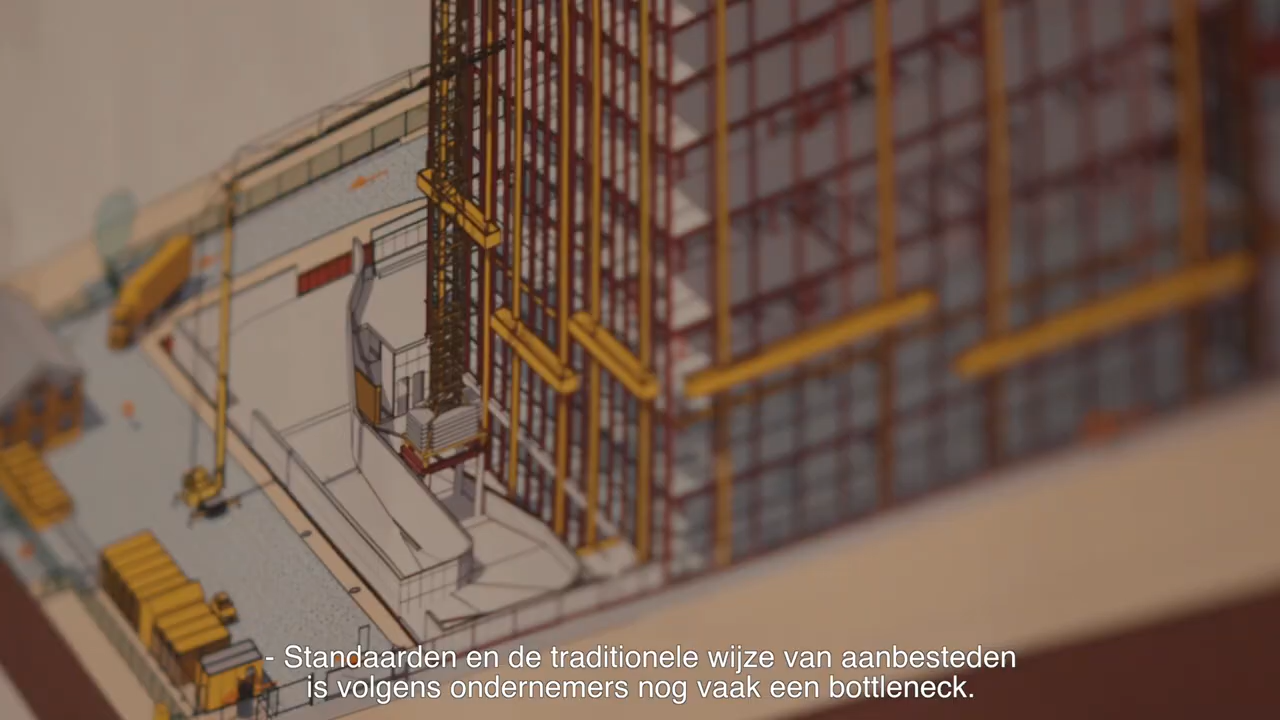 - Standaarden en de traditionele wijze van aanbesteden
is volgens ondernemers nog vaak een bottleneck.